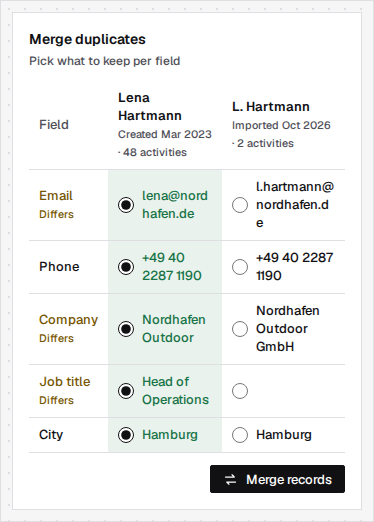 Merge duplicates
Pick what to keep per field
Field
Lena
Hartmann
Created Mar 2023
· 48 activities
L. Hartmann
Imported Oct 2026
· 2 activities
Email
Differs
lena@nord
hafen.de
l.hartmann@
nordhafen.d
e
Phone
+49 40
2287 1190
+49 40 2287
1190
Company
Differs
Nordhafen
Outdoor
Nordhafen
Outdoor
GmbH
Job title
Differs
Head of
Operations
City
Hamburg
Hamburg
Merge records